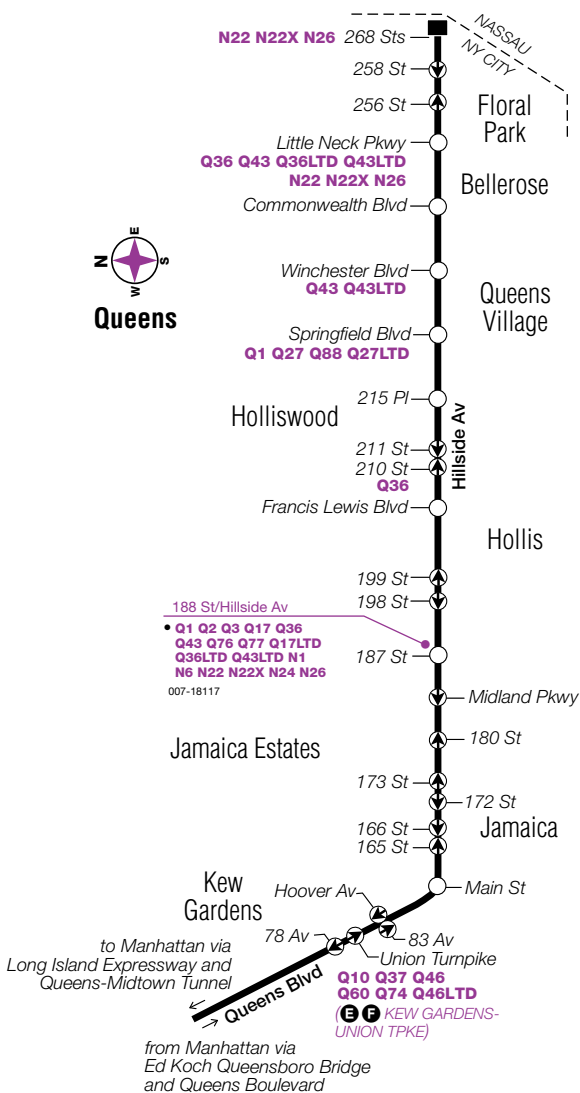 NASSAU
NY CITY
N22 N22X N26 268 Sts
258 St
256 St
Floral
Park
Little Neck Pkwy
Q36 Q43 Q36LTD Q43LTD
N22 N22X N26
Bellerose
Commonwealth Blvd
E
N
S
W
Queens
Winchester Blvd
Q43 Q43LTD
Queens
Village
Springfield Blvd
Q1 Q27 Q88 Q27LTD
215 Pl
Holliswood
Hillside Av
211 St
210 St
Q36
Francis Lewis Blvd
Hollis
199 St
198 St
188 St/Hillside Av
• Q1 Q2 Q3 Q17 Q36
Q43 Q76 Q77 Q17LTD
Q36LTD Q43LTD N1
N6 N22 N22X N24 N26
007-18117
187 St
Midland Pkwy
Jamaica Estates
180 St
173 St
172 St
166 St
Jamaica
165 St
Kew
Gardens
Hoover Av
Main St
78 Av
83 Av
Union Turnpike
Q10 Q37 Q46
Q60 Q74 Q46LTD
(E F KEW GARDENS-
UNION TPKE)
to Manhattan via
Long Island Expressway and
Queens-Midtown Tunnel
Queens Blvd
from Manhattan via
Ed Koch Queensboro Bridge
and Queens Boulevard